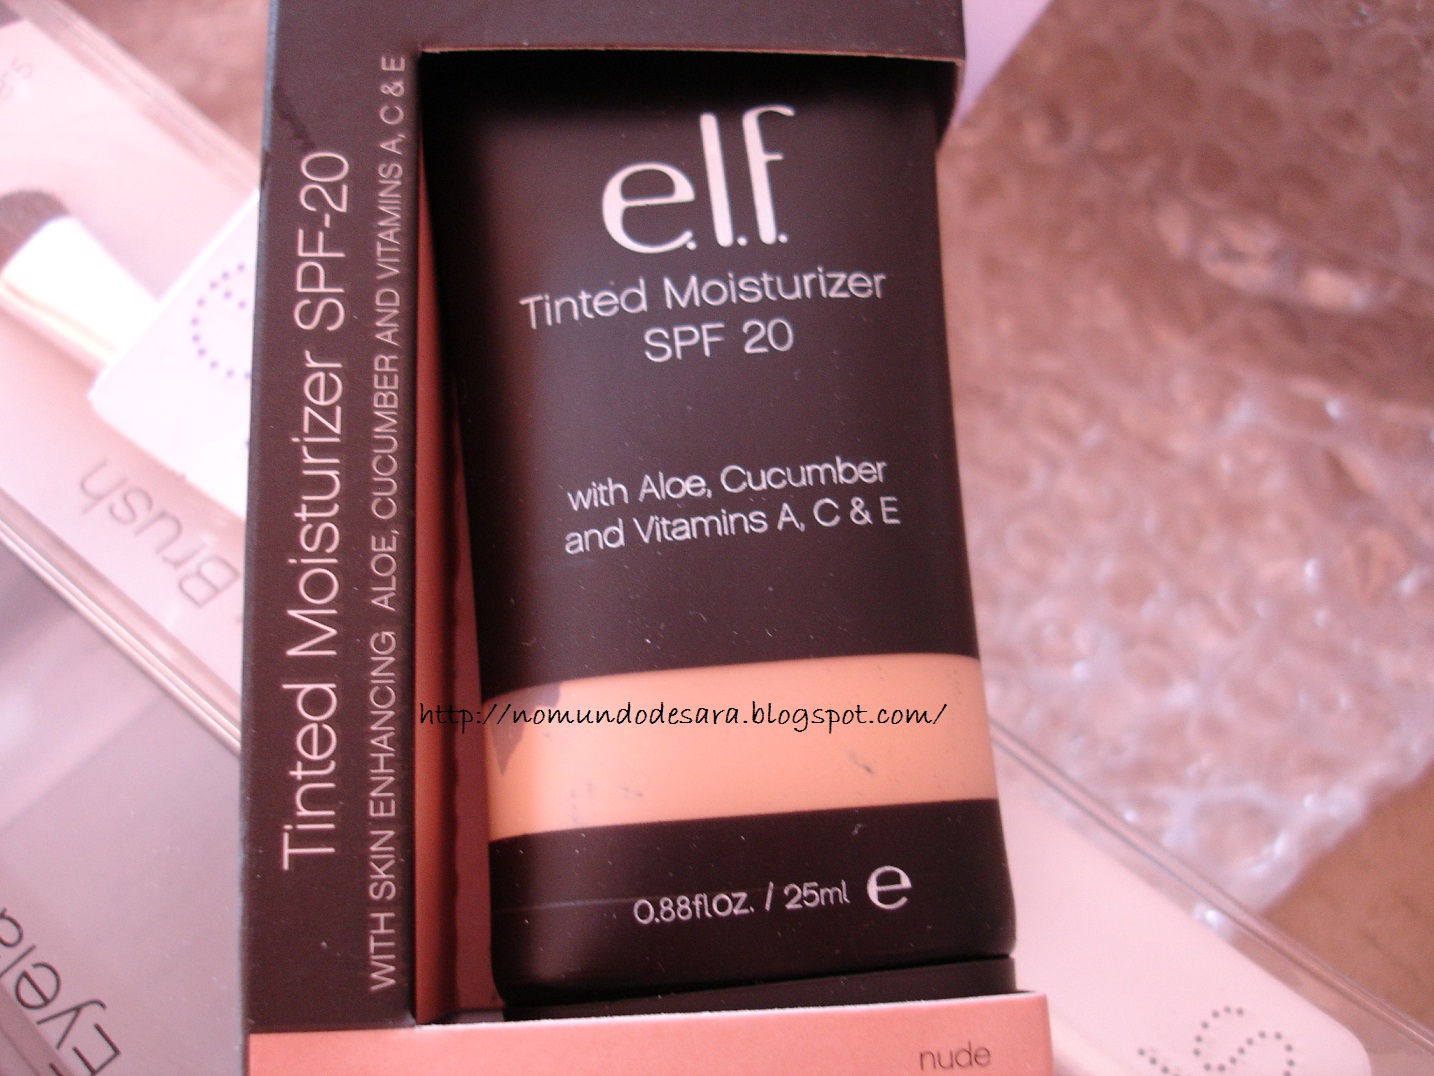 Tinted Moisturizer SPF-20
WITH SKIN ENHANCING ALOE, CUCUMBER AND VITAMINS A, C & E
e.l.f.
Tinted Moisturizer
SPF 20
with Aloe, Cucumber
and Vitamins A, C & E
http://nomundodesara.blogspot.com/
0.88fl oz. / 25ml e
nude
Brush